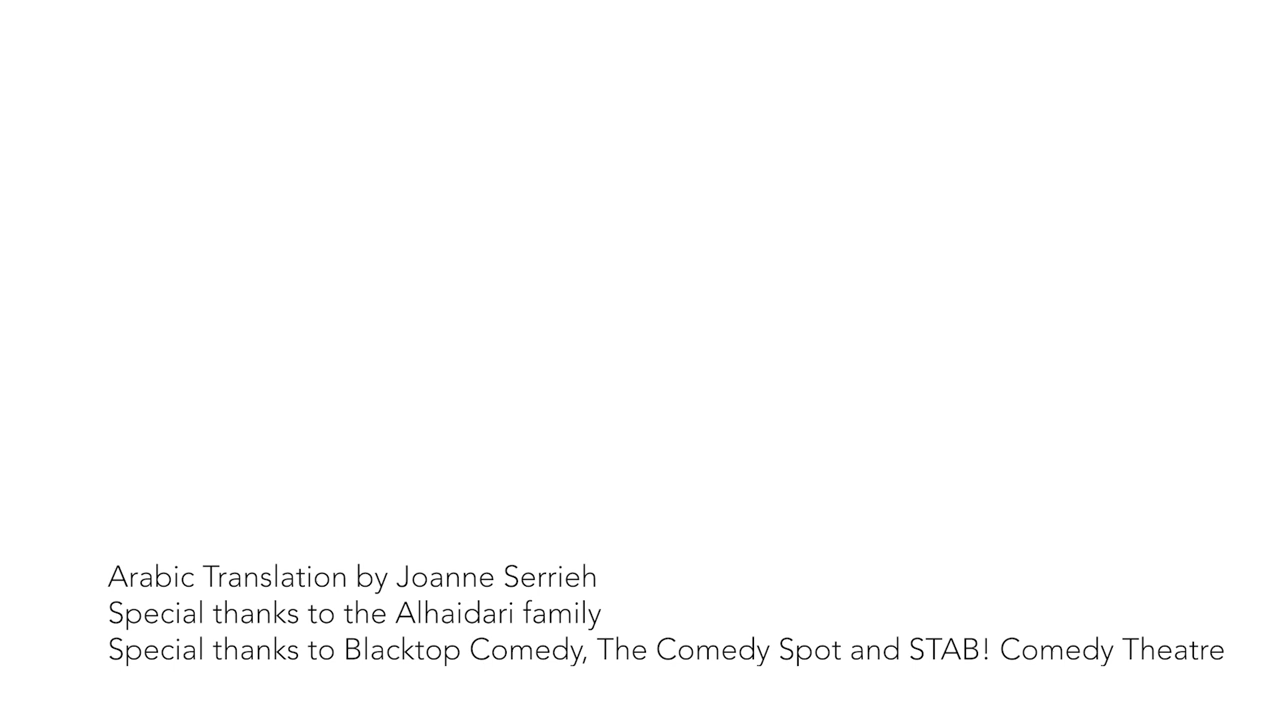 Arabic Translation by Joanne Serrieh
Special thanks to the Alhaidari family
Special thanks to Blacktop Comedy, The Comedy Spot and STAB! Comedy Theatre